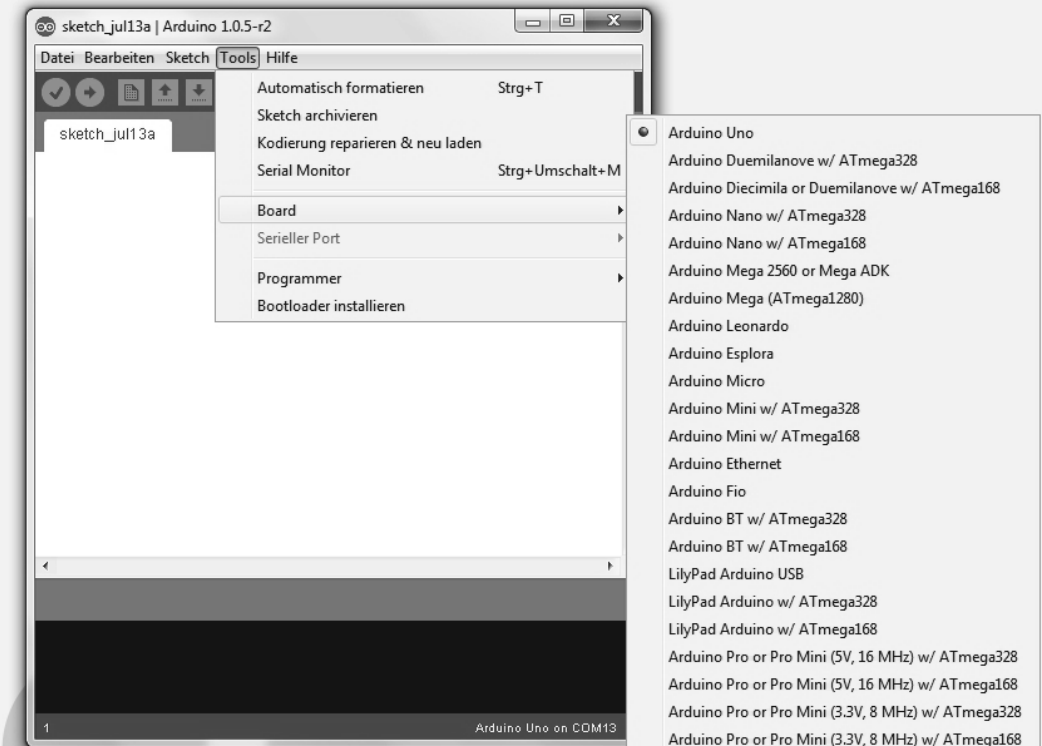 sketch_jul13a | Arduino 1.0.5-r2
Datei Bearbeiten Sketch Tools Hilfe
sketch_jul13a
Automatisch formatieren Strg+T
Sketch archivieren
Kodierung reparieren & neu laden
Serial Monitor Strg+Umschalt+M
Board
Serieller Port
Programmer
Bootloader installieren
Arduino Uno
Arduino Duemilanove w/ ATmega328
Arduino Diecimila or Duemilanove w/ ATmega168
Arduino Nano w/ ATmega328
Arduino Nano w/ ATmega168
Arduino Mega 2560 or Mega ADK
Arduino Mega (ATmega1280)
Arduino Leonardo
Arduino Esplora
Arduino Micro
Arduino Mini w/ ATmega328
Arduino Mini w/ ATmega168
Arduino Ethernet
Arduino Fio
Arduino BT w/ ATmega328
Arduino BT w/ ATmega168
LilyPad Arduino USB
LilyPad Arduino w/ ATmega328
LilyPad Arduino w/ ATmega168
Arduino Pro or Pro Mini (5V, 16 MHz) w/ ATmega328
Arduino Pro or Pro Mini (5V, 16 MHz) w/ ATmega168
Arduino Pro or Pro Mini (3.3V, 8 MHz) w/ ATmega328
Arduino Pro or Pro Mini (3.3V, 8 MHz) w/ ATmega168
1 Arduino Uno on COM13